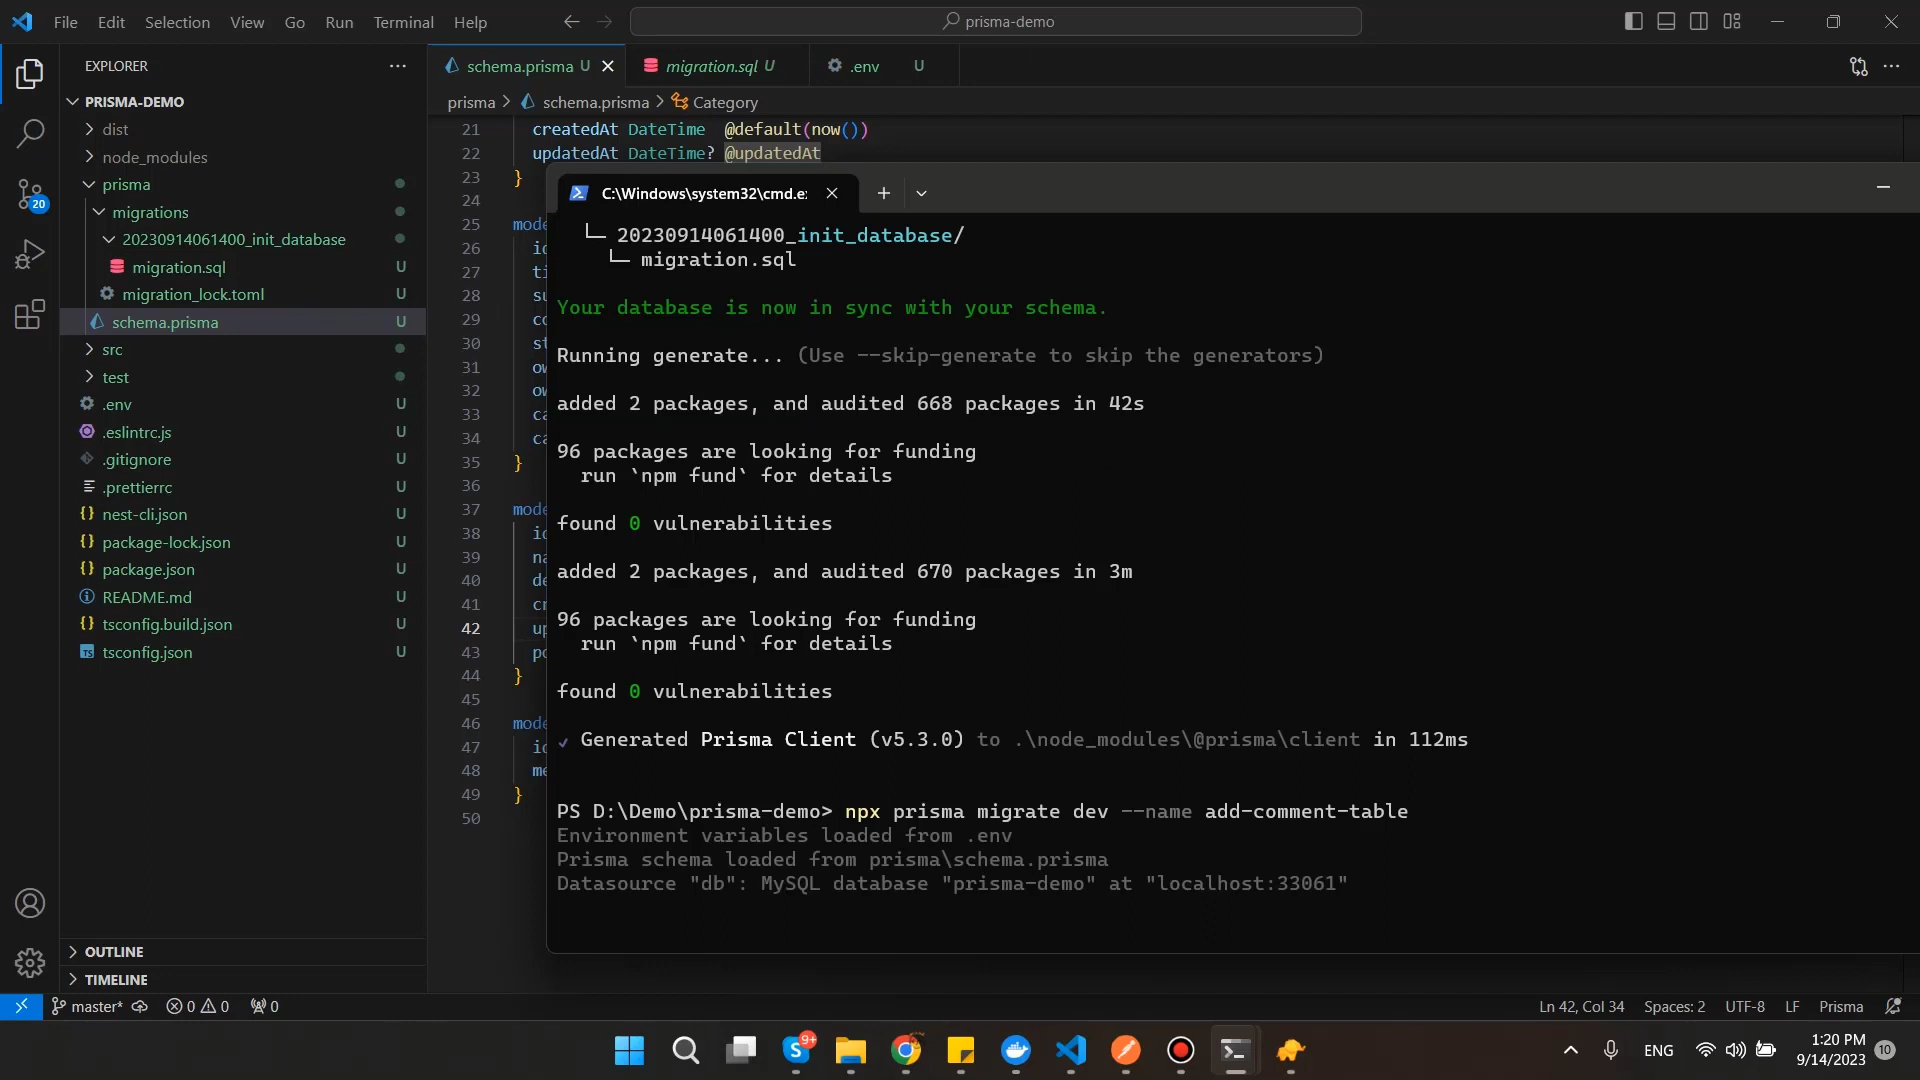 File Edit Selection View Go Run Terminal Help
prisma-demo
EXPLORER
PRISMA-DEMO
dist
node_modules
prisma
migrations
20230914061400_init_database
migration.sql U
migration_lock.toml U
schema.prisma U
src
test
.env U
.eslintrc.js U
.gitignore U
.prettierrc U
nest-cli.json U
package-lock.json U
package.json U
README.md U
tsconfig.build.json U
TS tsconfig.json U
OUTLINE
TIMELINE
20
schema.prisma U
migration.sql U
.env U
prisma > schema.prisma > Category
21 createdAt DateTime @default(now())
22 updatedAt DateTime? @updatedAt
23 }
24
25 mode
26
27
28
29
30
31
32
33
34
35 }
36
37 mode
38
39
40
41
42
43
44 }
45
46 mode
47
48
49 }
50
C:\Windows\system32\cmd.e
└─ 20230914061400_init_database/
└─ migration.sql
Your database is now in sync with your schema.
Running generate... (Use --skip-generate to skip the generators)
added 2 packages, and audited 668 packages in 42s
96 packages are looking for funding
run `npm fund` for details
found 0 vulnerabilities
added 2 packages, and audited 670 packages in 3m
96 packages are looking for funding
run `npm fund` for details
found 0 vulnerabilities
✔ Generated Prisma Client (v5.3.0) to .\node_modules\@prisma\client in 112ms
PS D:\Demo\prisma-demo> npx prisma migrate dev --name add-comment-table
Environment variables loaded from .env
Prisma schema loaded from prisma\schema.prisma
Datasource "db": MySQL database "prisma-demo" at "localhost:33061"
master* 0 0 0
Ln 42, Col 34 Spaces: 2 UTF-8 LF Prisma
S 9+
ENG
1:20 PM
9/14/2023
10